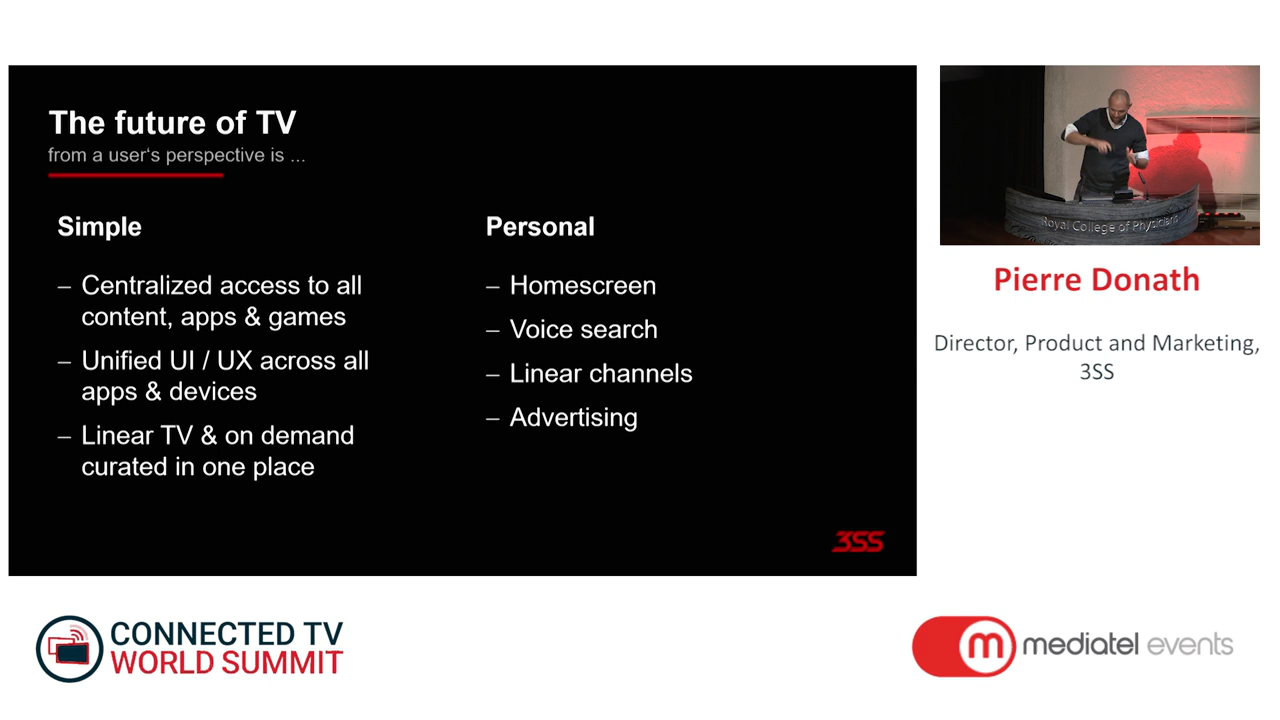 The future of TV
from a user‘s perspective is ...
Simple
– Centralized access to all
content, apps & games
– Unified UI / UX across all
apps & devices
– Linear TV & on demand
curated in one place
Personal
– Homescreen
– Voice search
– Linear channels
– Advertising
3SS
Royal College of Physicians
Pierre Donath
Director, Product and Marketing,
3SS
CONNECTED TV
WORLD SUMMIT
m mediatel events